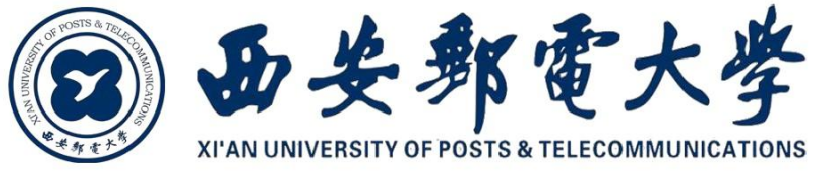 XI'AN UNIVERSITY OF POSTS & TELECOMMUNICATIONS
西安郵電大学
西安郵電大學
XI'AN UNIVERSITY OF POSTS & TELECOMMUNICATIONS